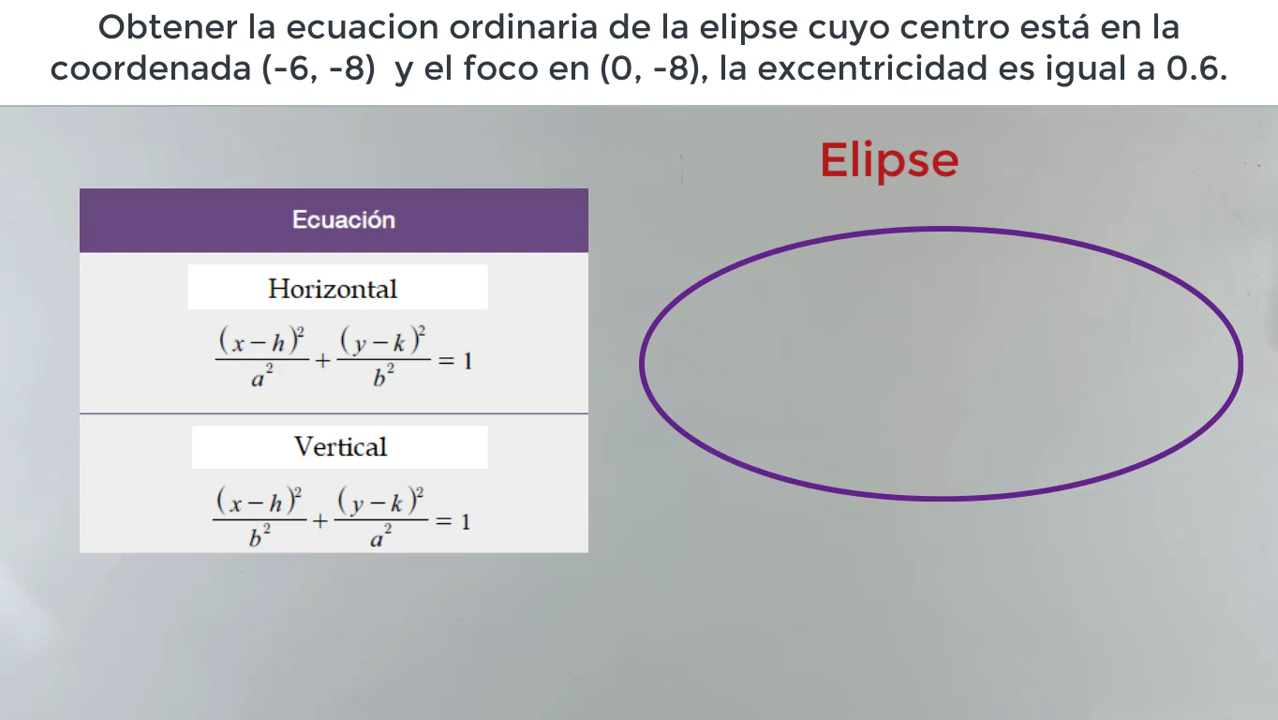 Obtener la ecuacion ordinaria de la elipse cuyo centro está en la
coordenada (-6, -8) y el foco en (0, -8), la excentricidad es igual a 0.6.
Elipse
Ecuación
Horizontal
(x − h)²/a² + (y − k)²/b² = 1
Vertical
(x − h)²/b² + (y − k)²/a² = 1